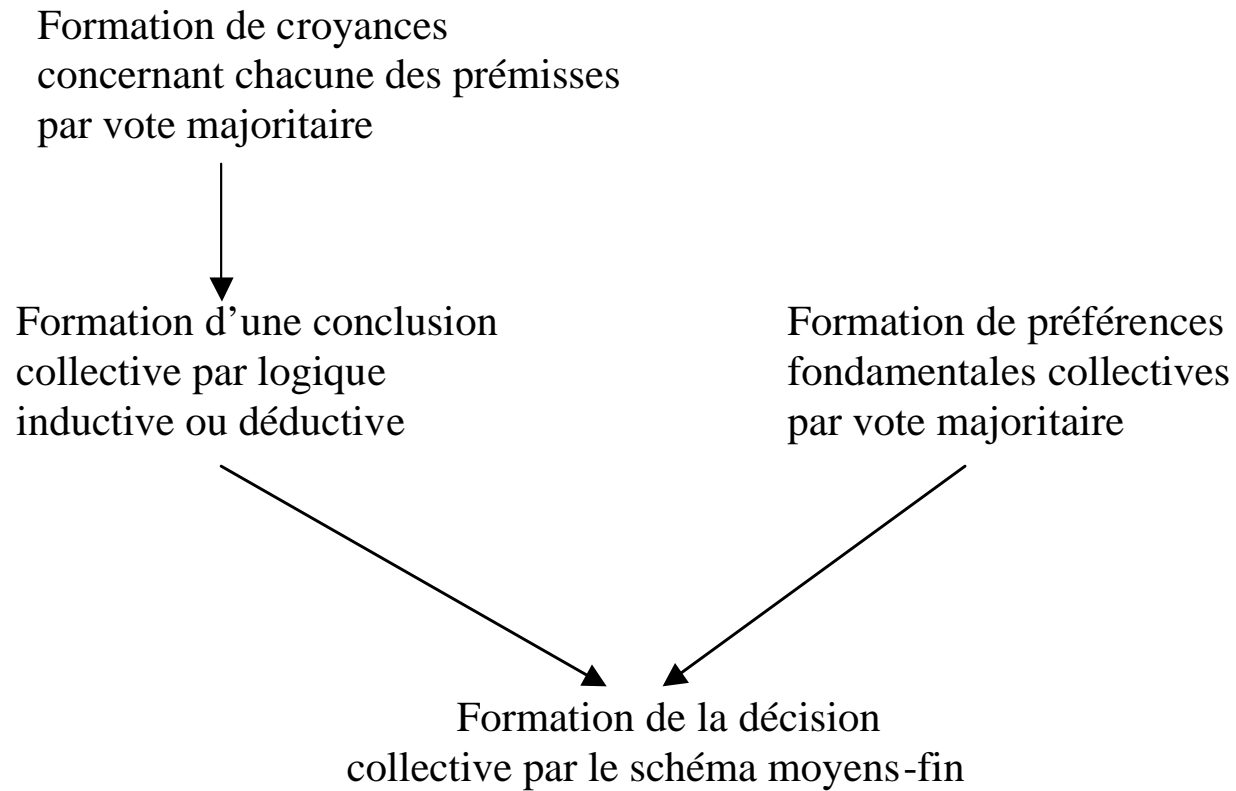 Formation de croyances
concernant chacune des prémisses
par vote majoritaire
Formation d’une conclusion
collective par logique
inductive ou déductive
Formation de préférences
fondamentales collectives
par vote majoritaire
Formation de la décision
collective par le schéma moyens-fin